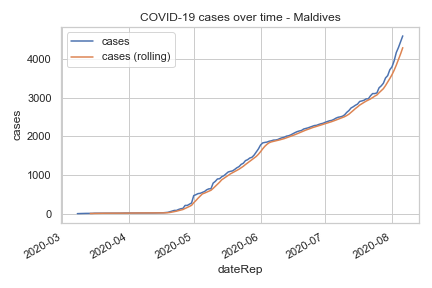 COVID-19 cases over time - Maldives
cases
cases (rolling)
cases
4000
3000
2000
1000
0
2020-03
2020-04
2020-05
2020-06
2020-07
2020-08
dateRep